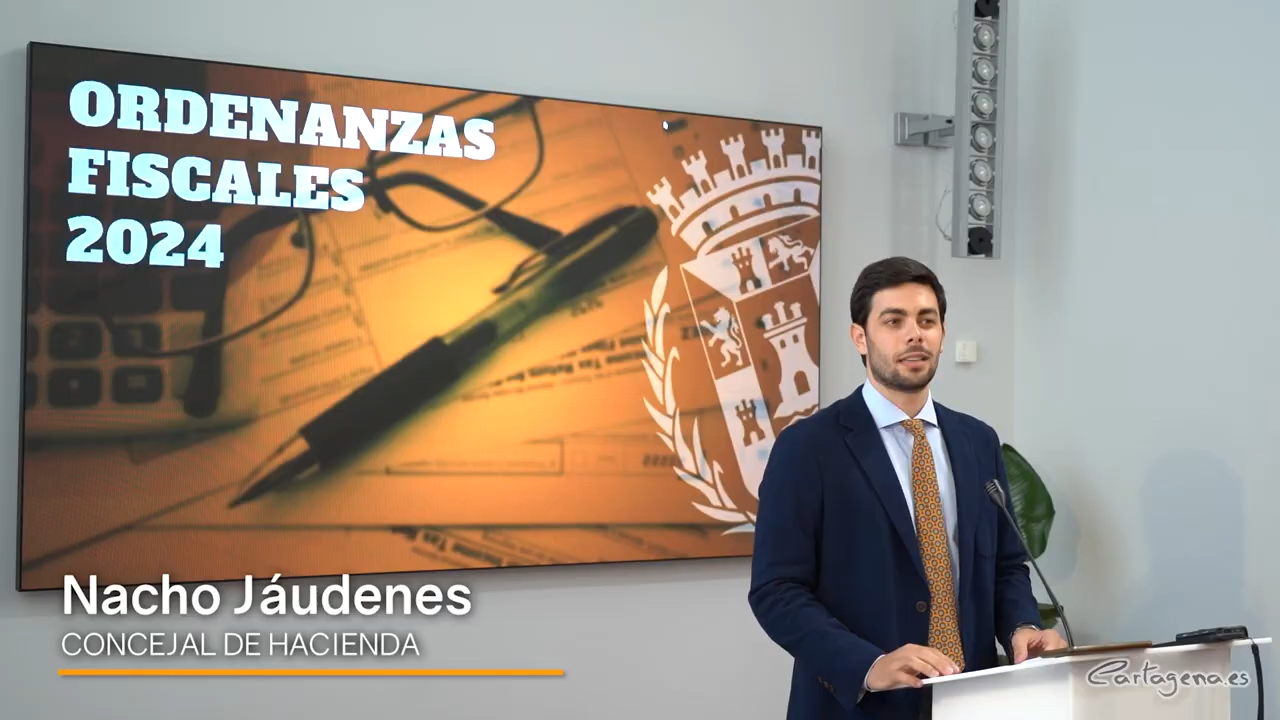 ORDENANZAS
FISCALES
2024
Nacho Jáudenes
CONCEJAL DE HACIENDA
Cartagena.es